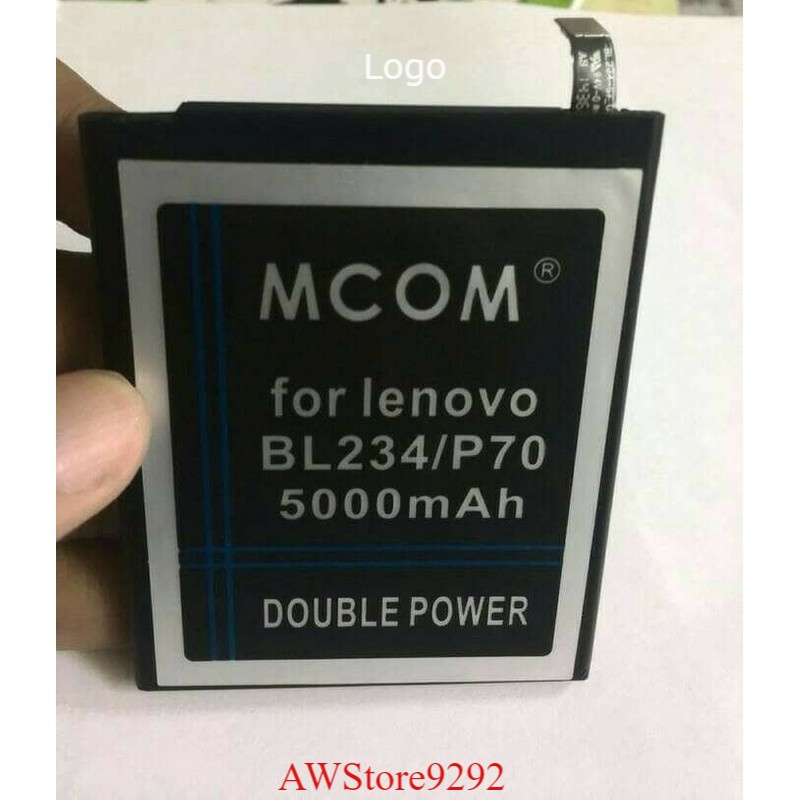 Logo
MCOM®
for lenovo
BL234/P70
5000mAh
DOUBLE POWER
AWStore9292